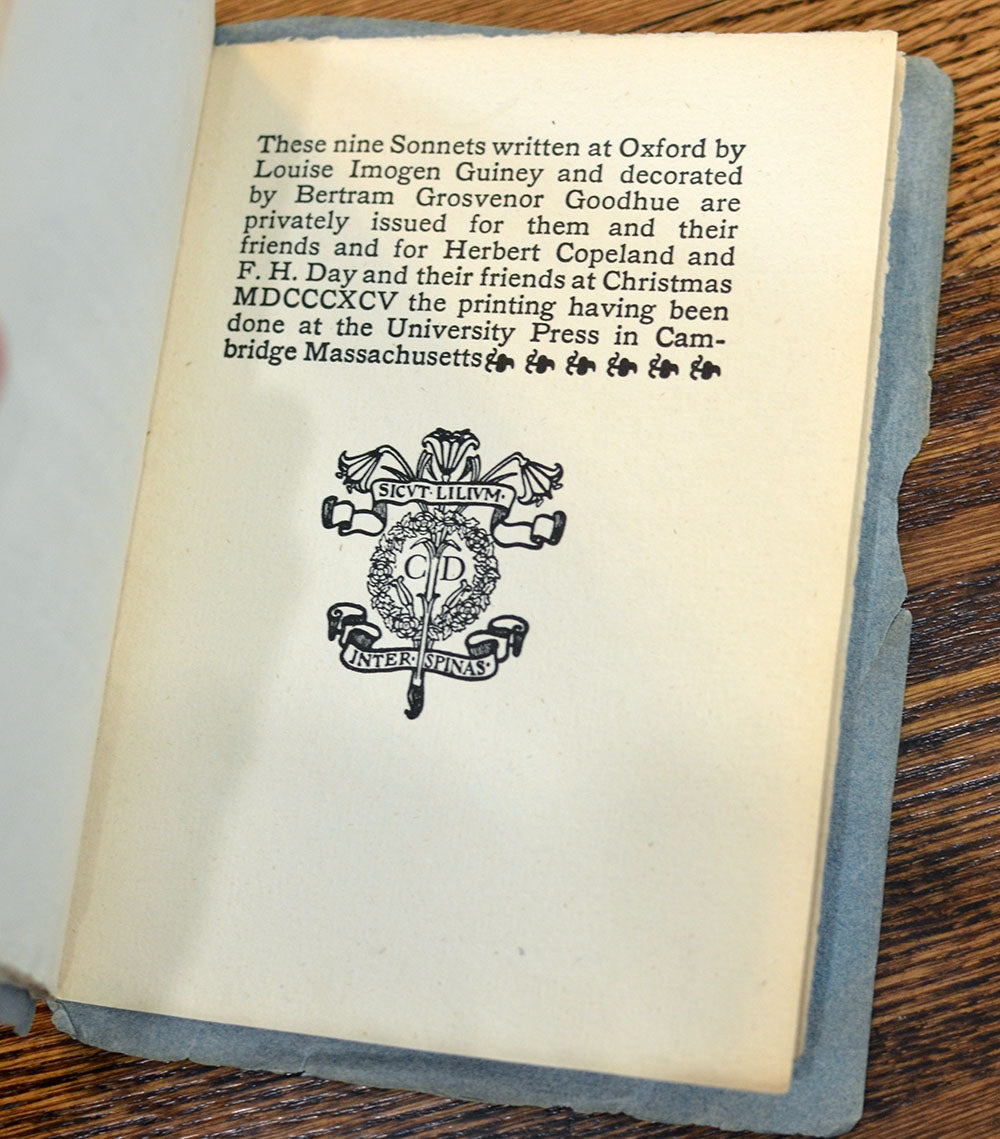 These nine Sonnets written at Oxford by
Louise Imogen Guiney and decorated
by Bertram Grosvenor Goodhue are
privately issued for them and their
friends and for Herbert Copeland and
F. H. Day and their friends at Christmas
MDCCCXCV the printing having been
done at the University Press in Cam-
bridge Massachusetts
SICVT·LILIVM·
C D
INTER·SPINAS·